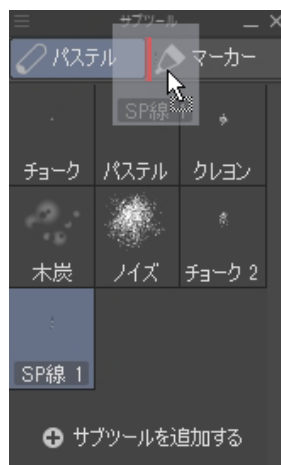 サブツール
パステル
マーカー
SP線 1
チョーク
パステル
クレヨン
木炭
ノイズ
チョーク 2
SP線 1
サブツールを追加する